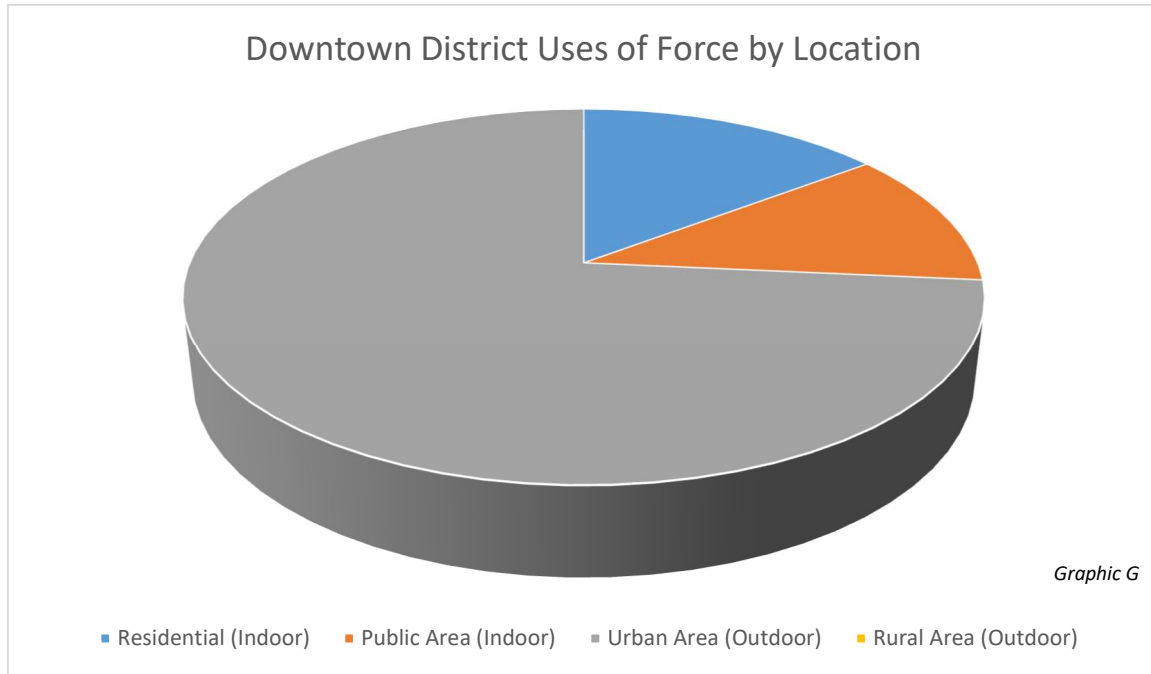 Downtown District Uses of Force by Location
Graphic G
Residential (Indoor) Public Area (Indoor) Urban Area (Outdoor) Rural Area (Outdoor)